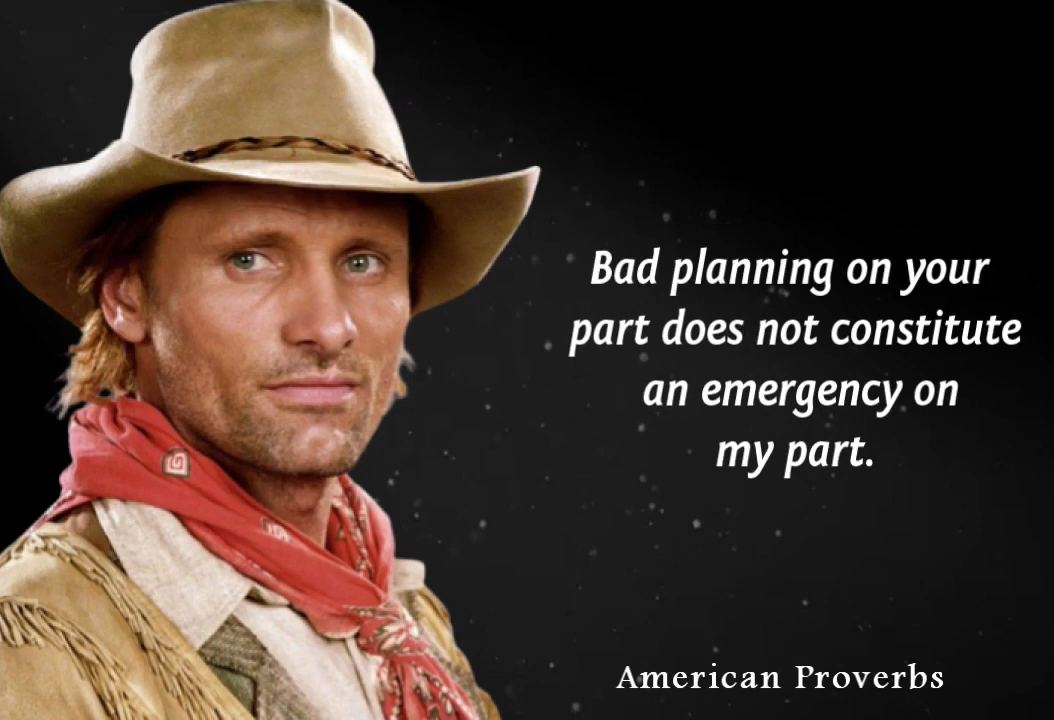 Bad planning on your
part does not constitute
an emergency on
my part.
American Proverbs